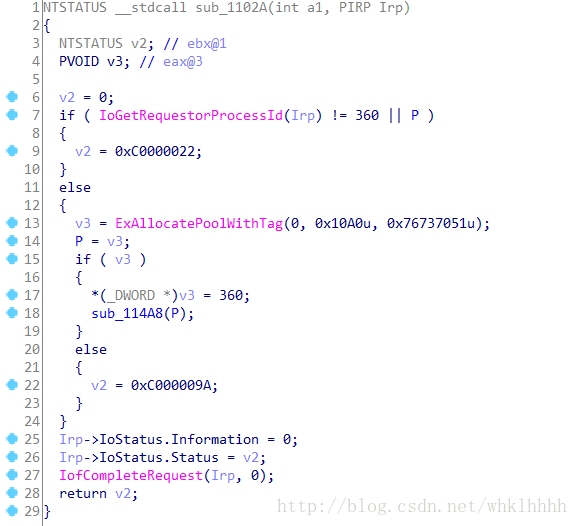 1 NTSTATUS __stdcall sub_1102A(int a1, PIRP Irp)
2 {
3   NTSTATUS v2; // ebx@1
4   PVOID v3; // eax@3
5
6   v2 = 0;
7   if ( IoGetRequestorProcessId(Irp) != 360 || P )
8   {
9     v2 = 0xC0000022;
10   }
11   else
12   {
13     v3 = ExAllocatePoolWithTag(0, 0x10A0u, 0x76737051u);
14     P = v3;
15     if ( v3 )
16     {
17       *(_DWORD *)v3 = 360;
18       sub_114A8(P);
19     }
20     else
21     {
22       v2 = 0xC000009A;
23     }
24   }
25   Irp->IoStatus.Information = 0;
26   Irp->IoStatus.Status = v2;
27   IofCompleteRequest(Irp, 0);
28   return v2;
29 }
http://blog.csdn.net/whklhhhh